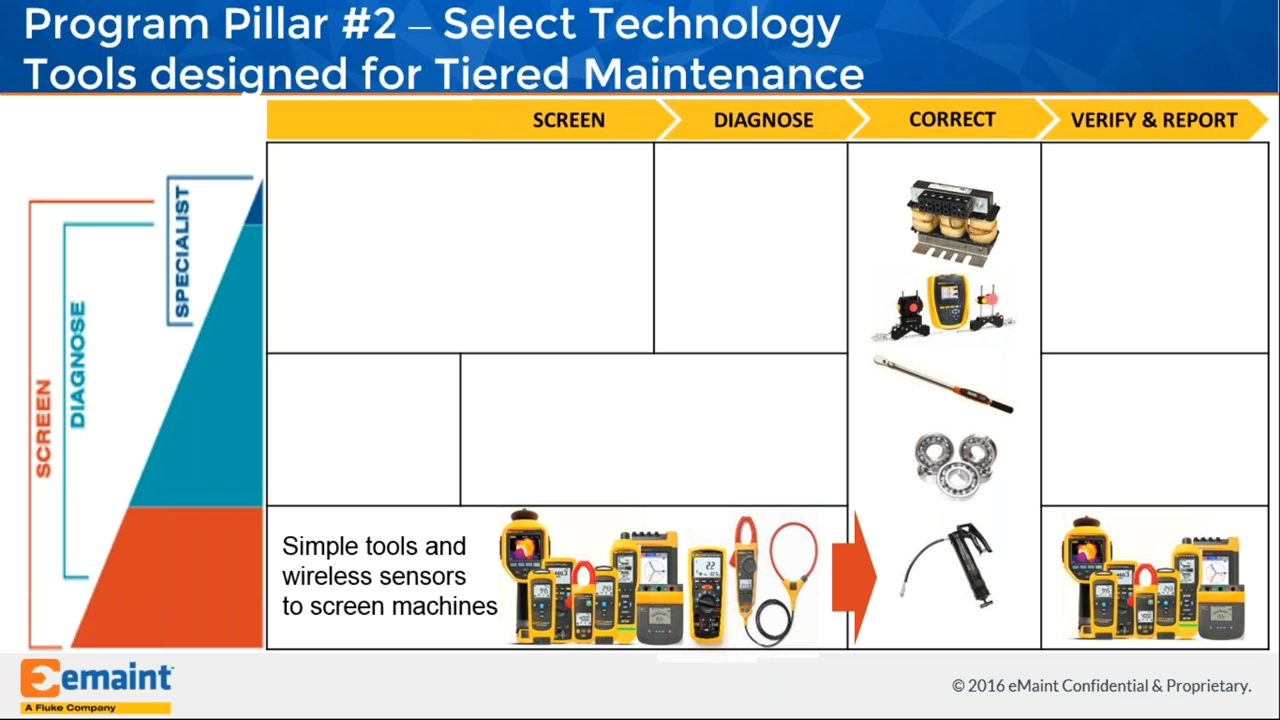 Program Pillar #2 – Select Technology
Tools designed for Tiered Maintenance
SCREEN
DIAGNOSE
CORRECT
VERIFY & REPORT
SCREEN
DIAGNOSE
SPECIALIST
Simple tools and
wireless sensors
to screen machines
emaint™
A Fluke Company
© 2016 eMaint Confidential & Proprietary.